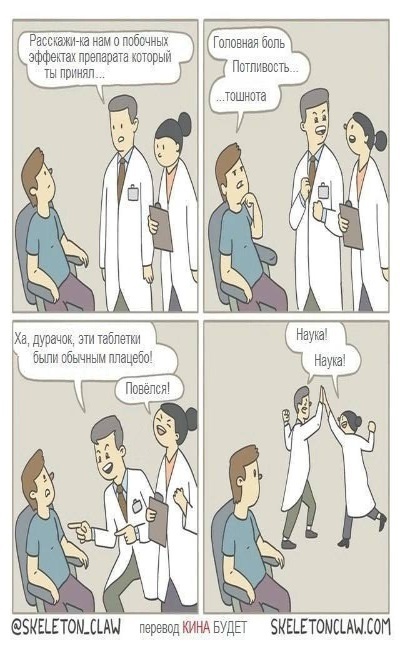 Расскажи-ка нам о побочных
эффектах препарата который
ты принял...
Головная боль
Потливость...
...тошнота
Ха, дурачок, эти таблетки
были обычным плацебо!
Повёлся!
Наука!
Наука!
@SKELETON_CLAW перевод КИНА БУДЕТ SKELETONCLAW.COM